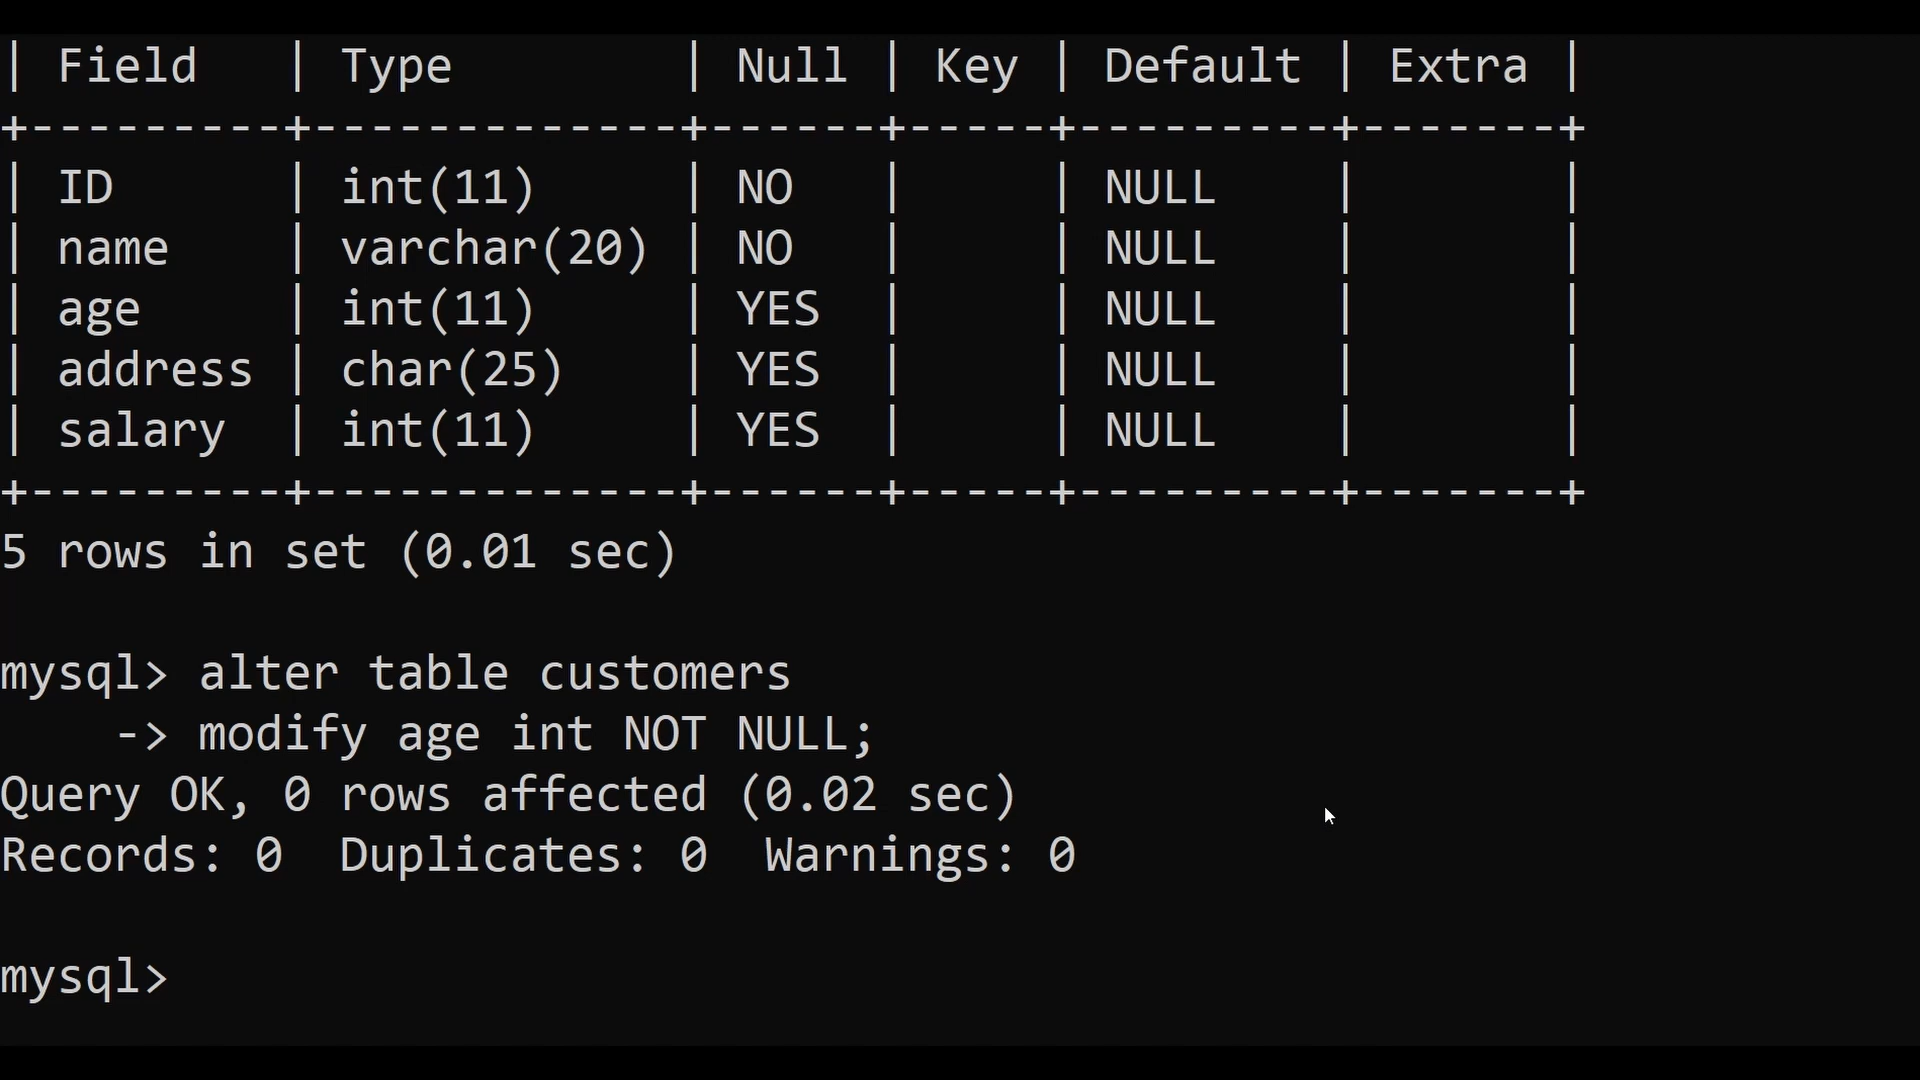 | Field   | Type        | Null | Key | Default | Extra |
+---------+-------------+------+-----+---------+-------+
| ID      | int(11)     | NO   |     | NULL    |       |
| name    | varchar(20) | NO   |     | NULL    |       |
| age     | int(11)     | YES  |     | NULL    |       |
| address | char(25)    | YES  |     | NULL    |       |
| salary  | int(11)     | YES  |     | NULL    |       |
+---------+-------------+------+-----+---------+-------+
5 rows in set (0.01 sec)
mysql> alter table customers
    -> modify age int NOT NULL;
Query OK, 0 rows affected (0.02 sec)
Records: 0  Duplicates: 0  Warnings: 0
mysql>